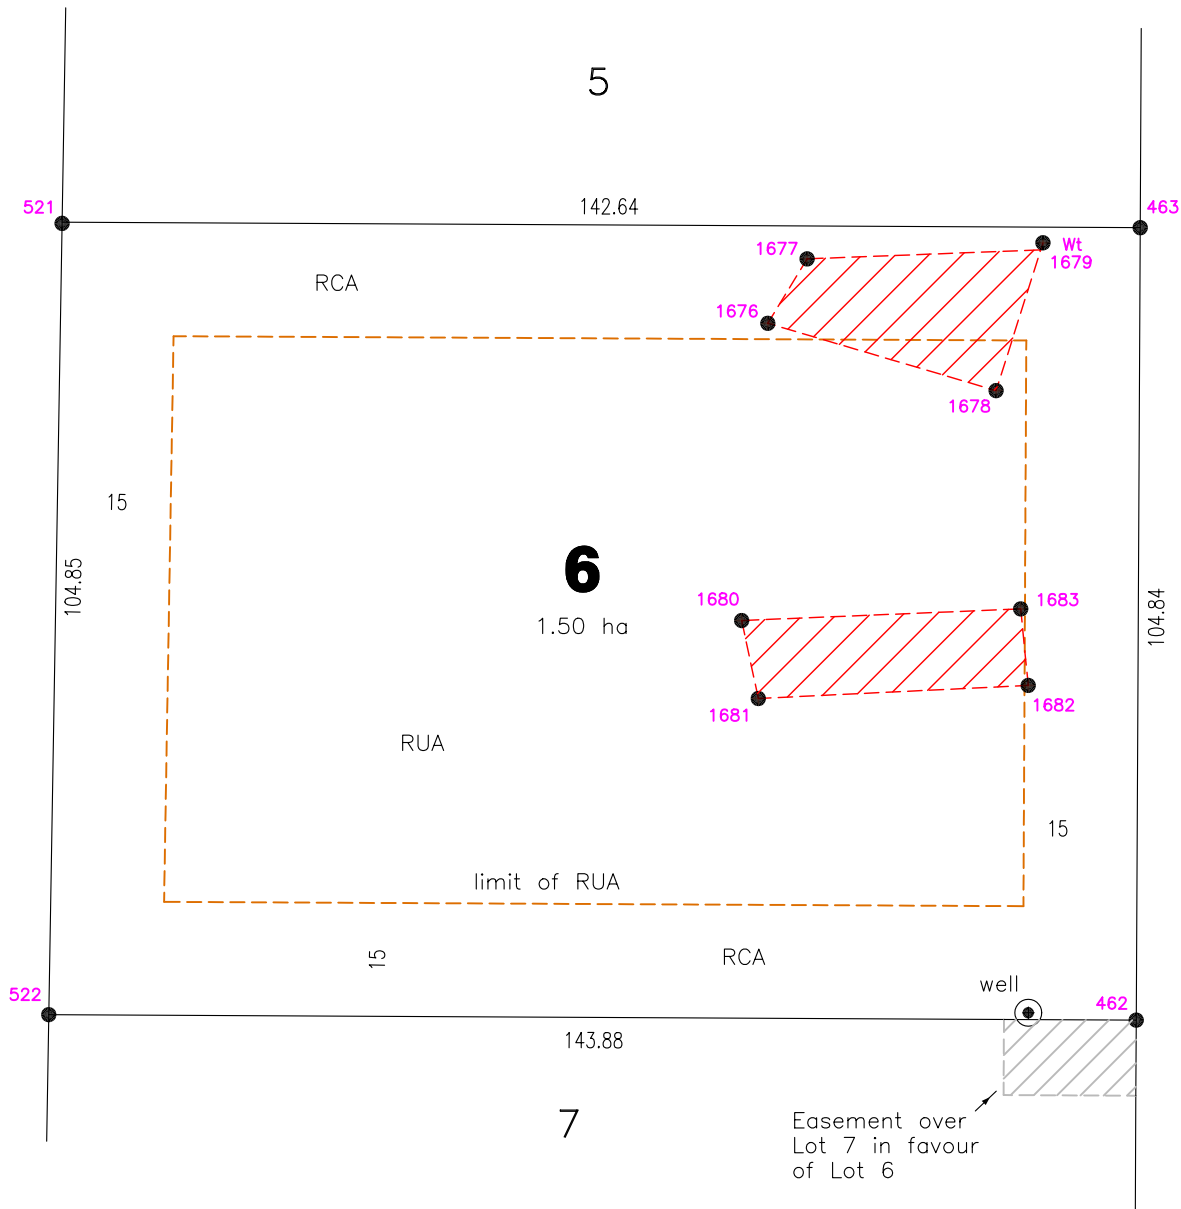 5
521
142.64
463
1677
Wt
1679
RCA
1676
1678
15
6
104.85
104.84
1680
1683
1.50 ha
1681
1682
RUA
15
limit of RUA
15
RCA
well
522
462
143.88
7
Easement over
Lot 7 in favour
of Lot 6